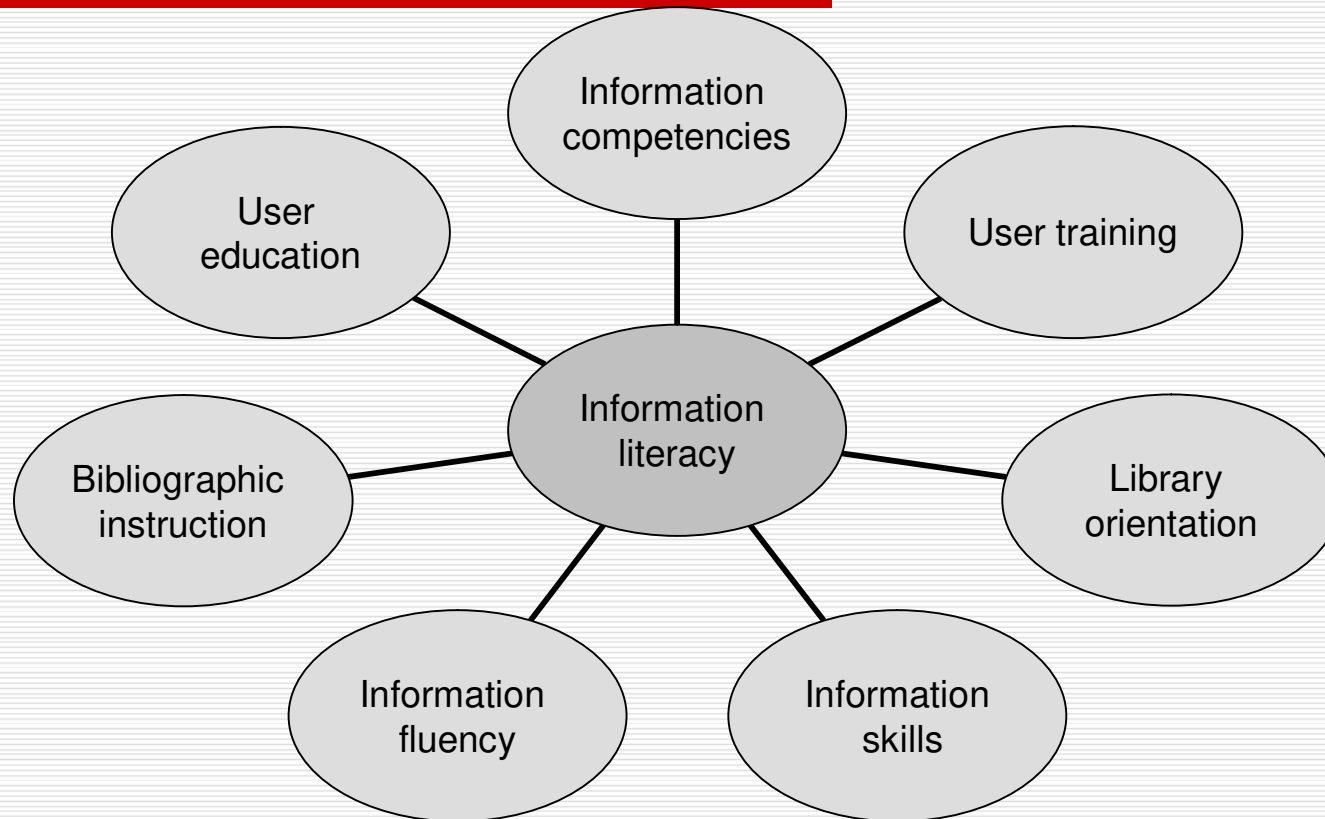 Information
competencies
User
education
User training
Information
literacy
Bibliographic
instruction
Library
orientation
Information
fluency
Information
skills